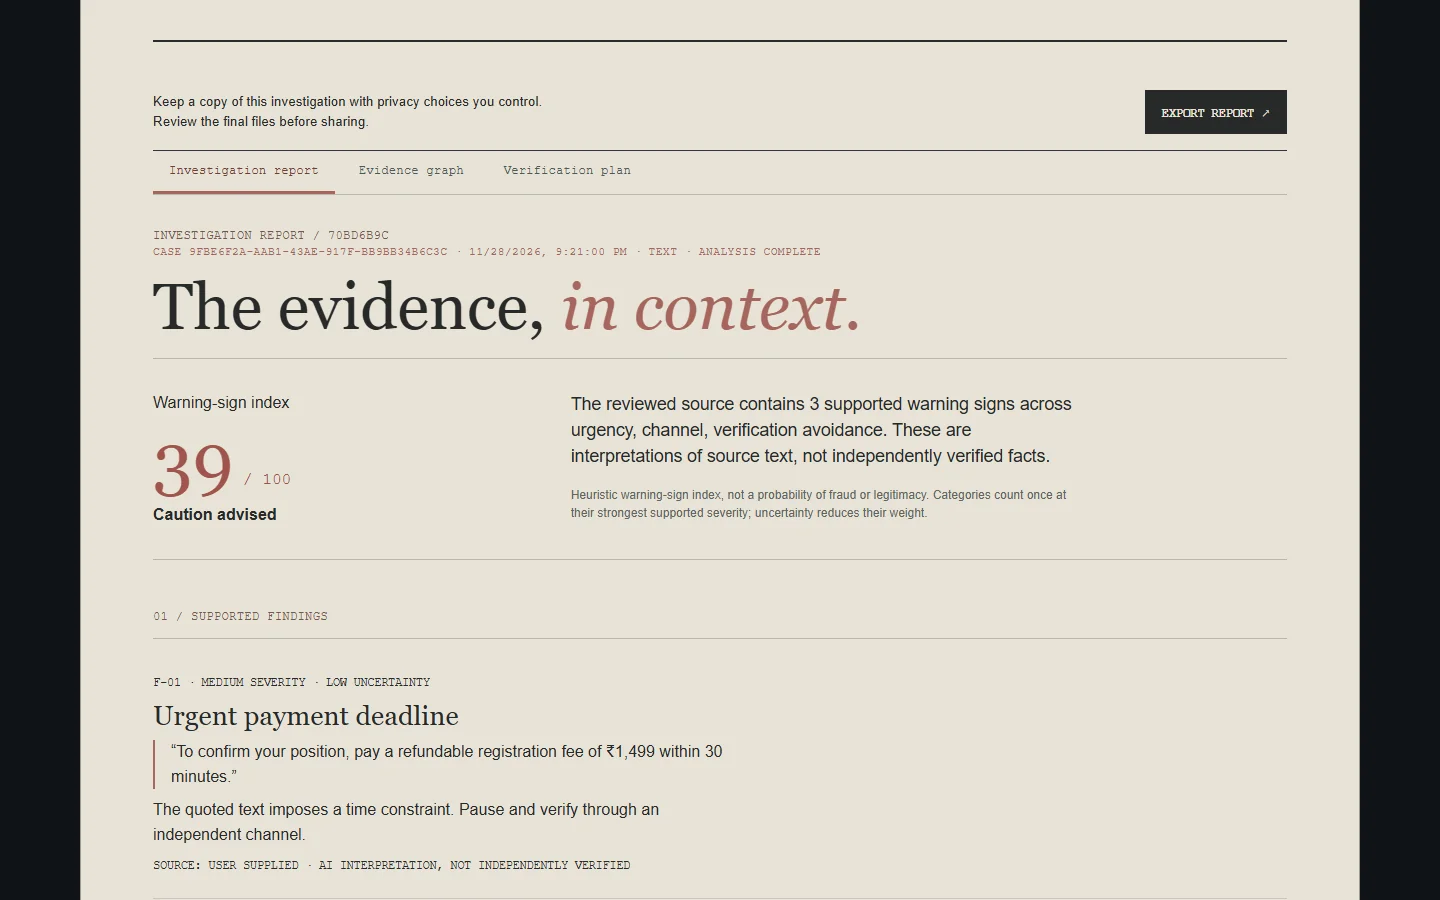 Keep a copy of this investigation with privacy choices you control.
Review the final files before sharing.
EXPORT REPORT ↗
Investigation report
Evidence graph
Verification plan
INVESTIGATION REPORT / 70BD6B9C
CASE 9FBE6F2A-AAB1-43AE-917F-BB9BB34B6C3C · 11/28/2026, 9:21:00 PM · TEXT · ANALYSIS COMPLETE
The evidence, in context.
Warning-sign index
39 / 100
Caution advised
The reviewed source contains 3 supported warning signs across
urgency, channel, verification avoidance. These are
interpretations of source text, not independently verified facts.
Heuristic warning-sign index, not a probability of fraud or legitimacy. Categories count once at
their strongest supported severity; uncertainty reduces their weight.
01 / SUPPORTED FINDINGS
F-01 · MEDIUM SEVERITY · LOW UNCERTAINTY
Urgent payment deadline
“To confirm your position, pay a refundable registration fee of ₹1,499 within 30
minutes.”
The quoted text imposes a time constraint. Pause and verify through an
independent channel.
SOURCE: USER SUPPLIED · AI INTERPRETATION, NOT INDEPENDENTLY VERIFIED